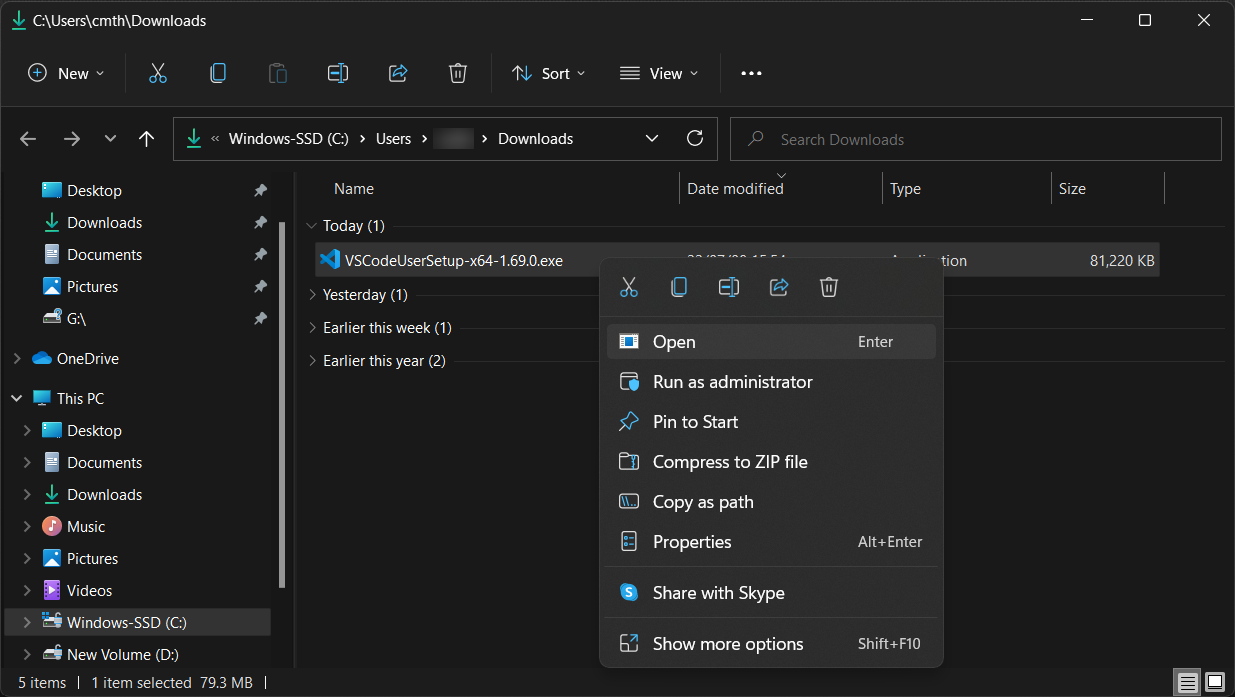 C:\Users\cmth\Downloads
New
Sort
View
Windows-SSD (C:) Users Downloads
Search Downloads
Name Date modified Type Size
Desktop
Downloads
Documents
Pictures
G:\
OneDrive
This PC
Desktop
Documents
Downloads
Music
Pictures
Videos
Windows-SSD (C:)
New Volume (D:)
Today (1)
VSCodeUserSetup-x64-1.69.0.exe 81,220 KB
Yesterday (1)
Earlier this week (1)
Earlier this year (2)
Open Enter
Run as administrator
Pin to Start
Compress to ZIP file
Copy as path
Properties Alt+Enter
Share with Skype
Show more options Shift+F10
5 items 1 item selected 79.3 MB